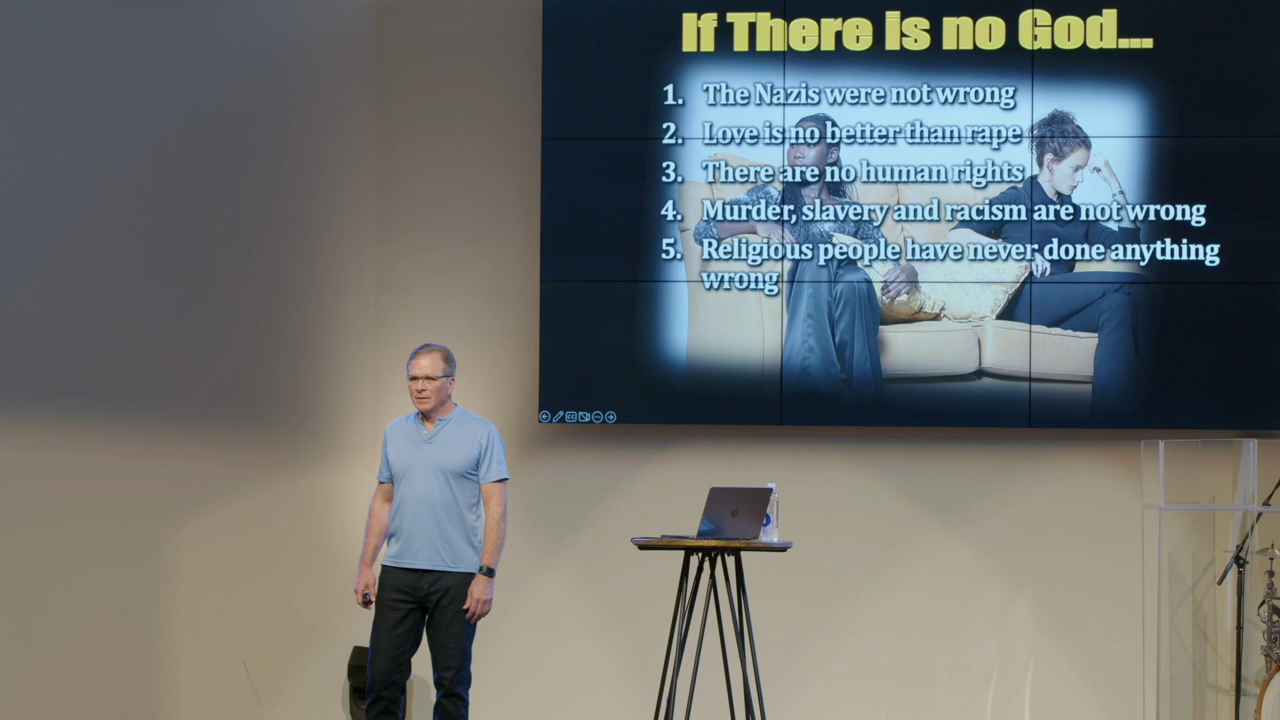 If There is no God...
1. The Nazis were not wrong
2. Love is no better than rape
3. There are no human rights
4. Murder, slavery and racism are not wrong
5. Religious people have never done anything
wrong